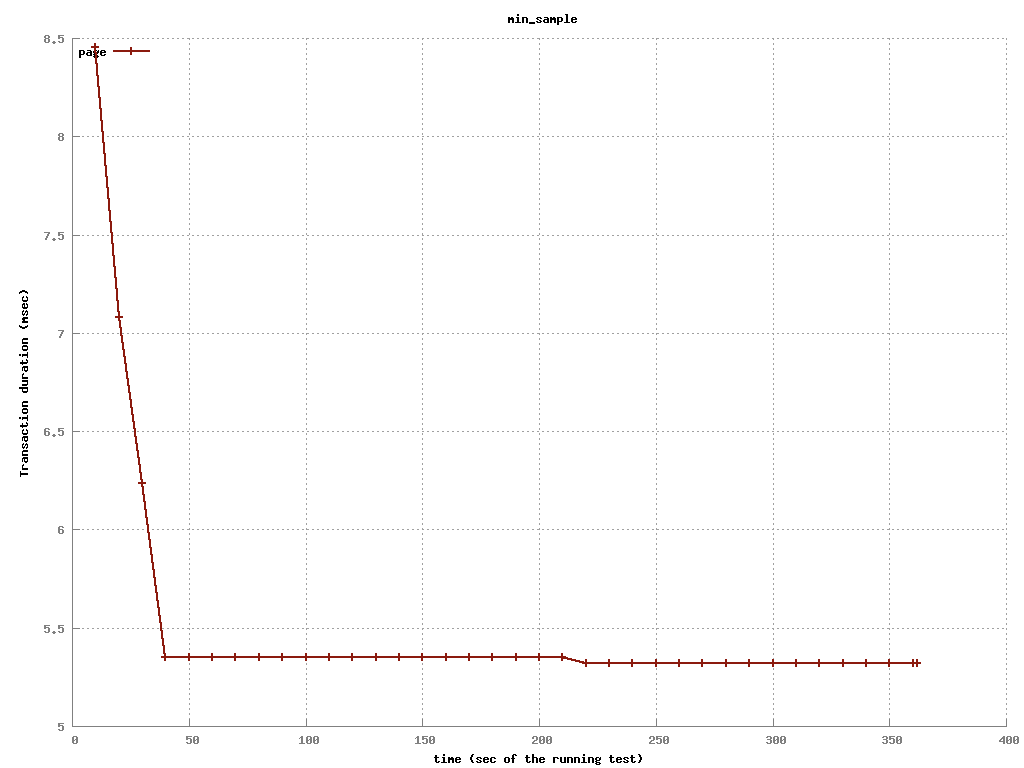 min_sample
page
8.5
8
7.5
7
6.5
6
5.5
5
Transaction duration (msec)
0 50 100 150 200 250 300 350 400
time (sec of the running test)